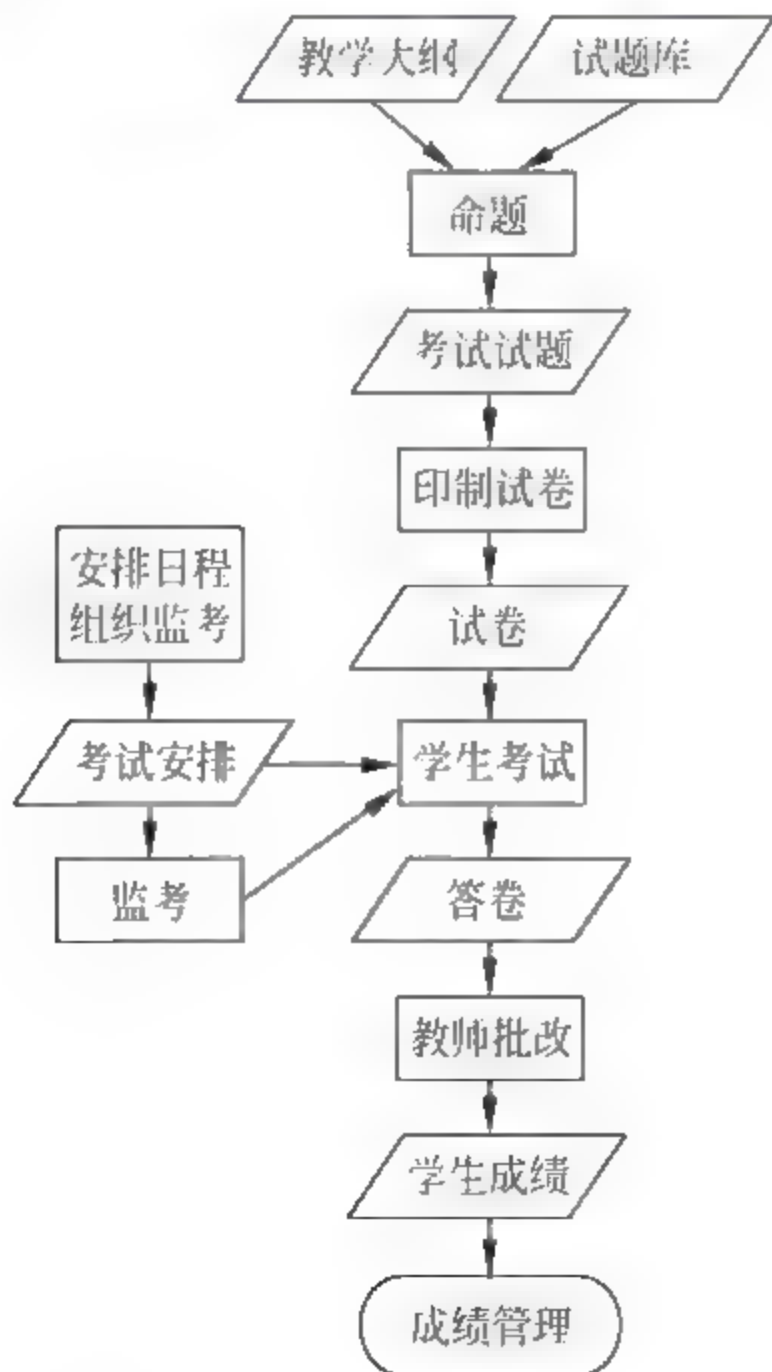 教学大纲
试题库
命题
考试试题
印制试卷
安排日程
组织监考
试卷
考试安排
学生考试
监考
答卷
教师批改
学生成绩
成绩管理